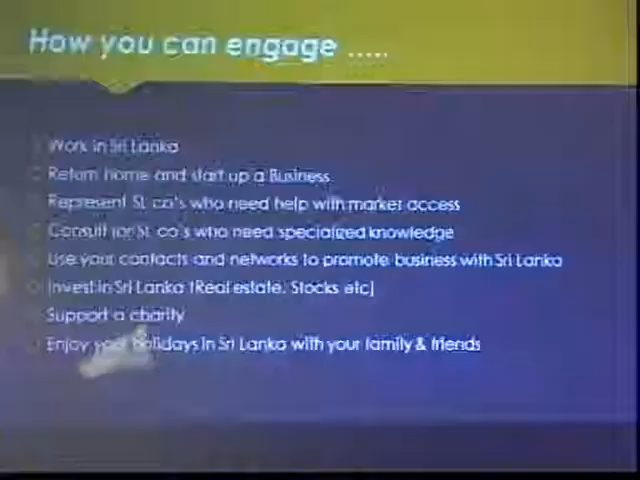 How you can engage .....
Work in Sri Lanka
Return home and start up a Business
Represent SL co's who need help with market access
Consult for SL co's who need specialized knowledge
Use your contacts and networks to promote business with Sri Lanka
Invest in Sri Lanka (Real estate, Stocks etc)
Support a charity
Enjoy your holidays in Sri Lanka with your family & friends